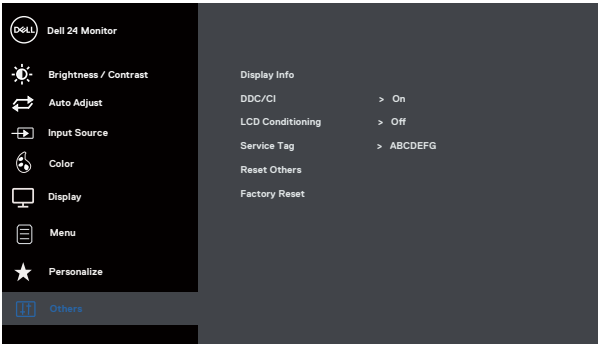 DELL Dell 24 Monitor
Brightness / Contrast
Auto Adjust
Input Source
Color
Display
Menu
Personalize
Others
Display Info
DDC/CI > On
LCD Conditioning > Off
Service Tag > ABCDEFG
Reset Others
Factory Reset